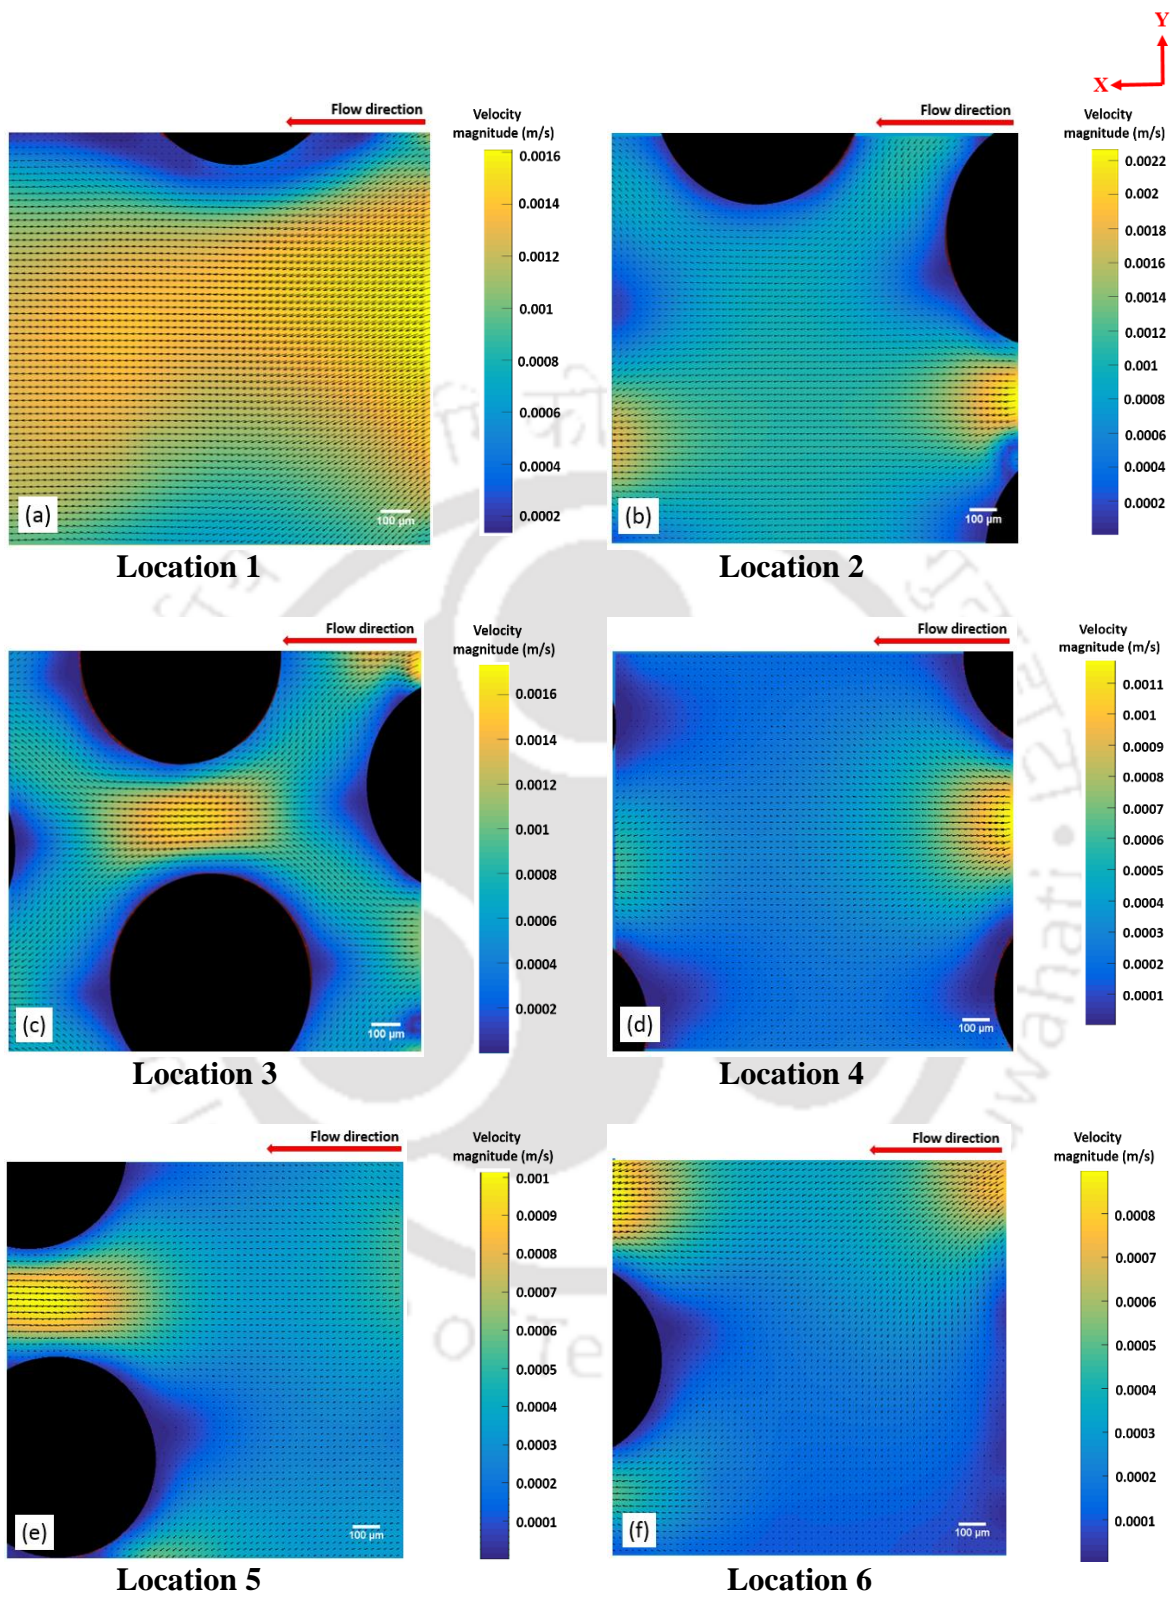 Y
X
Flow direction
Velocity
magnitude (m/s)
0.0016
0.0014
0.0012
0.001
0.0008
0.0006
0.0004
0.0002
(a)
100 µm
Location 1
Flow direction
Velocity
magnitude (m/s)
0.0022
0.002
0.0018
0.0016
0.0014
0.0012
0.001
0.0008
0.0006
0.0004
0.0002
(b)
100 µm
Location 2
Flow direction
Velocity
magnitude (m/s)
0.0016
0.0014
0.0012
0.001
0.0008
0.0006
0.0004
0.0002
(c)
100 µm
Location 3
Flow direction
Velocity
magnitude (m/s)
0.0011
0.001
0.0009
0.0008
0.0007
0.0006
0.0005
0.0004
0.0003
0.0002
0.0001
(d)
100 µm
Location 4
Flow direction
Velocity
magnitude (m/s)
0.001
0.0009
0.0008
0.0007
0.0006
0.0005
0.0004
0.0003
0.0002
0.0001
(e)
100 µm
Location 5
Flow direction
Velocity
magnitude (m/s)
0.0008
0.0007
0.0006
0.0005
0.0004
0.0003
0.0002
0.0001
(f)
100 µm
Location 6